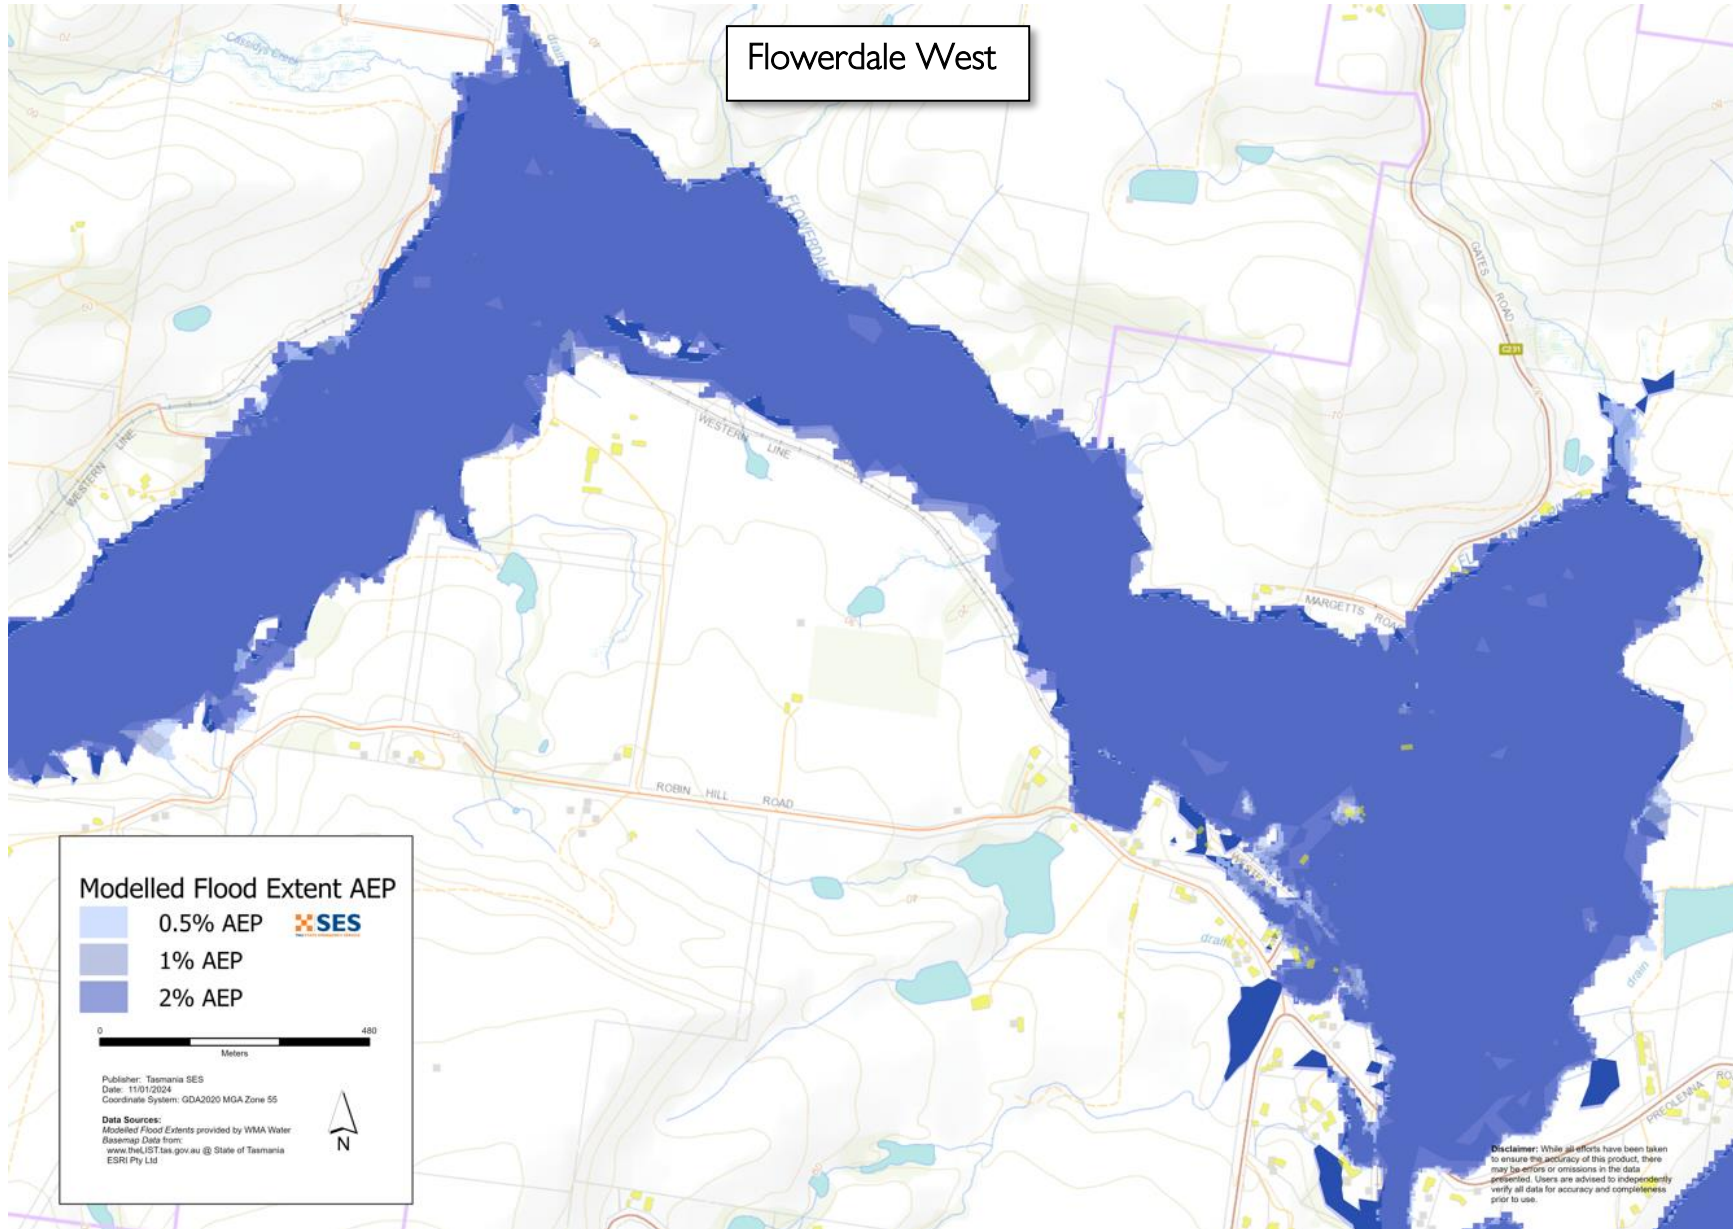 Flowerdale West
Cassidys Creek
drain
FLOWERDALE
GATES ROAD
C231
WESTERN LINE
WESTERN LINE
MARGETTS ROAD
ROBIN HILL ROAD
drain
drain
PREOLENNA RO
Modelled Flood Extent AEP
0.5% AEP
SES
1% AEP
2% AEP
0 480
Meters
Publisher: Tasmania SES
Date: 11/01/2024
Coordinate System: GDA2020 MGA Zone 55
Data Sources:
Modelled Flood Extents provided by WMA Water
Basemap Data from:
www.theLIST.tas.gov.au @ State of Tasmania
ESRI Pty Ltd
N
Disclaimer: While all efforts have been taken
to ensure the accuracy of this product, there
may be errors or omissions in the data
presented. Users are advised to independently
verify all data for accuracy and completeness
prior to use.